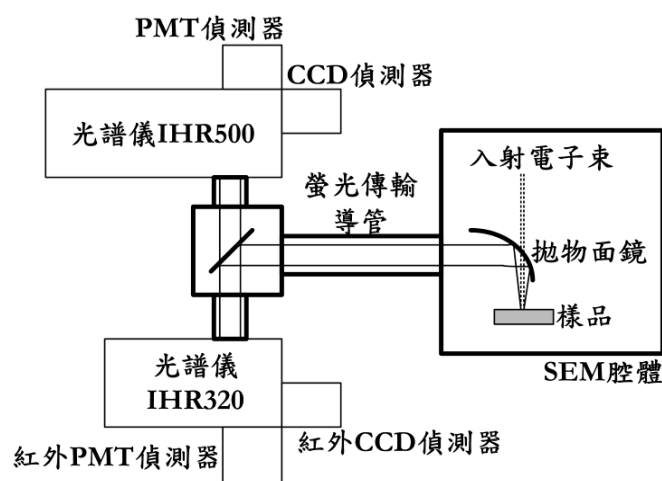 PMT偵測器
CCD偵測器
光譜儀IHR500
入射電子束
螢光傳輸
導管
拋物面鏡
樣品
SEM腔體
光譜儀
IHR320
紅外PMT偵測器
紅外CCD偵測器